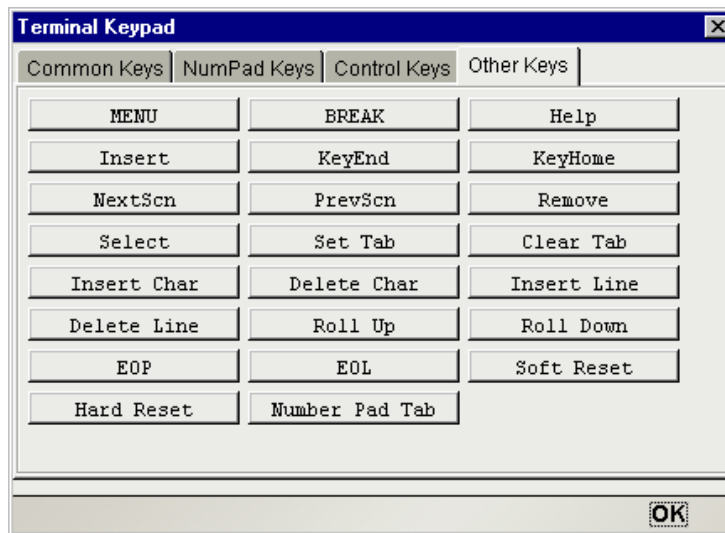 Terminal Keypad
Common Keys NumPad Keys Control Keys Other Keys
MENU BREAK Help
Insert KeyEnd KeyHome
NextScn PrevScn Remove
Select Set Tab Clear Tab
Insert Char Delete Char Insert Line
Delete Line Roll Up Roll Down
EOP EOL Soft Reset
Hard Reset Number Pad Tab
OK